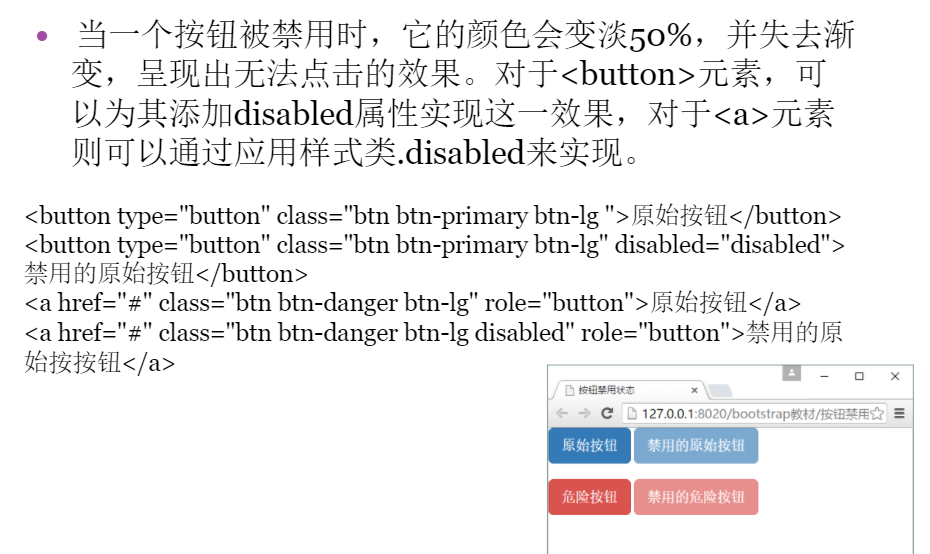 当一个按钮被禁用时，它的颜色会变淡50%，并失去渐
变，呈现出无法点击的效果。对于<button>元素，可
以为其添加disabled属性实现这一效果，对于<a>元素
则可以通过应用样式类.disabled来实现。
<button type="button" class="btn btn-primary btn-lg ">原始按钮</button>
<button type="button" class="btn btn-primary btn-lg" disabled="disabled">
禁用的原始按钮</button>
<a href="#" class="btn btn-danger btn-lg" role="button">原始按钮</a>
<a href="#" class="btn btn-danger btn-lg disabled" role="button">禁用的原
始按按钮</a>
按钮禁用状态
127.0.0.1:8020/bootstrap教材/按钮禁用
原始按钮 禁用的原始按钮
危险按钮 禁用的危险按钮